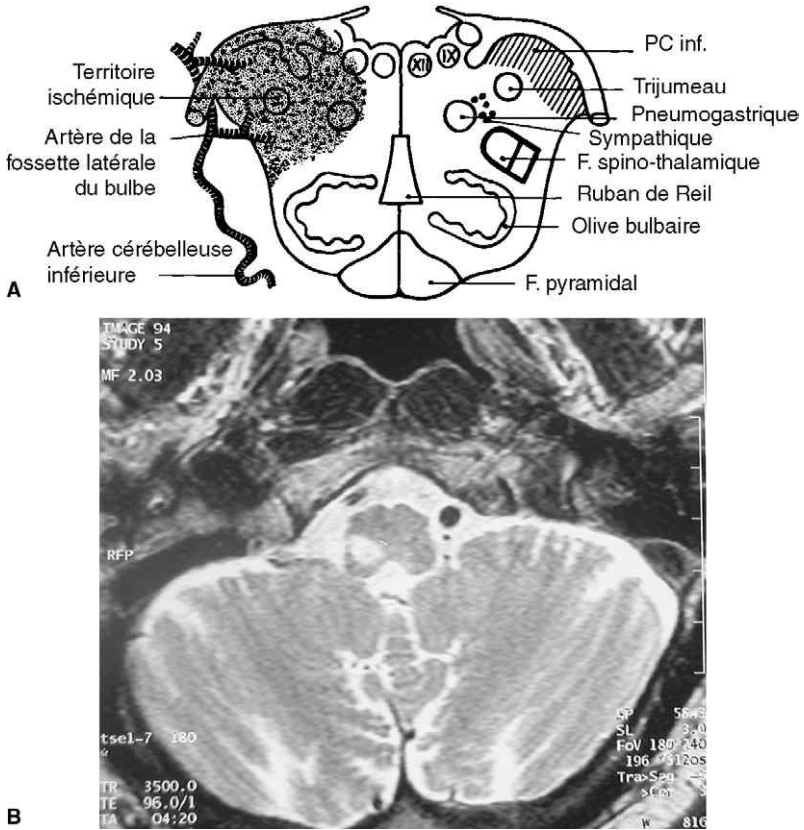 PC inf.
Trijumeau
Pneumogastrique
Sympathique
F. spino-thalamique
Ruban de Reil
Olive bulbaire
F. pyramidal
XII
IX
Territoire
ischémique
Artère de la
fossette latérale
du bulbe
Artère cérébelleuse
inférieure
A
IMAGE 94
STUDY 5
MF 2.03
RFP
tse1-7 180
TR 3500.0
TE 96.0/1
TA 04:20
SL 3.0
FoV 180*240
W 816
B